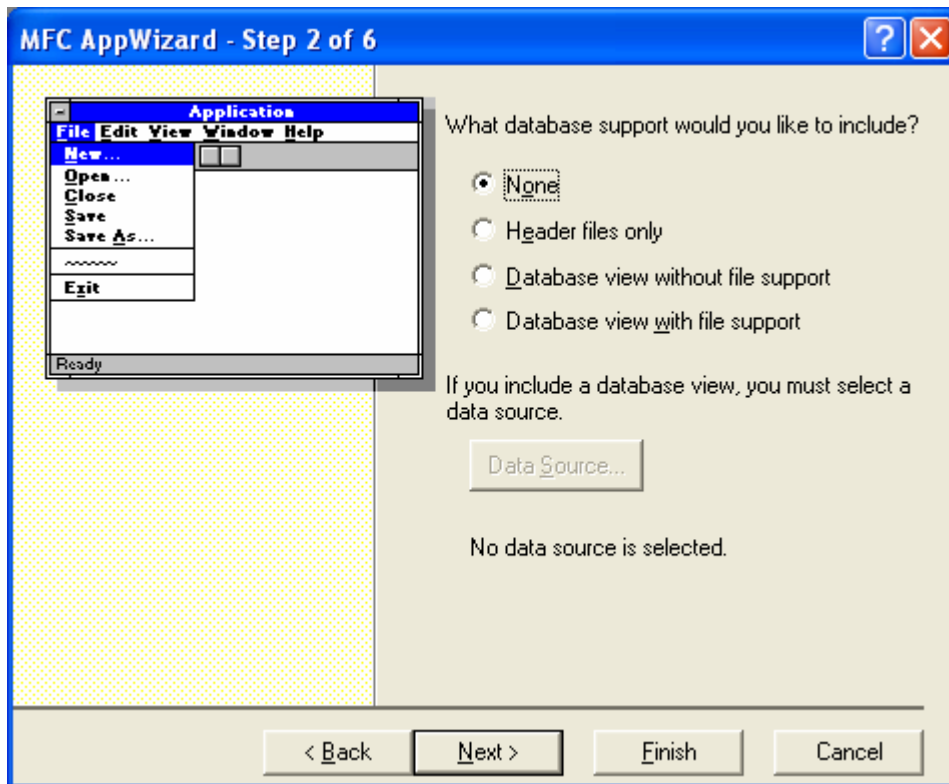 MFC AppWizard - Step 2 of 6
Application
File Edit View Window Help
New...
Open...
Close
Save
Save As...
Exit
Ready
What database support would you like to include?
None
Header files only
Database view without file support
Database view with file support
If you include a database view, you must select a
data source.
Data Source...
No data source is selected.
< Back
Next >
Finish
Cancel